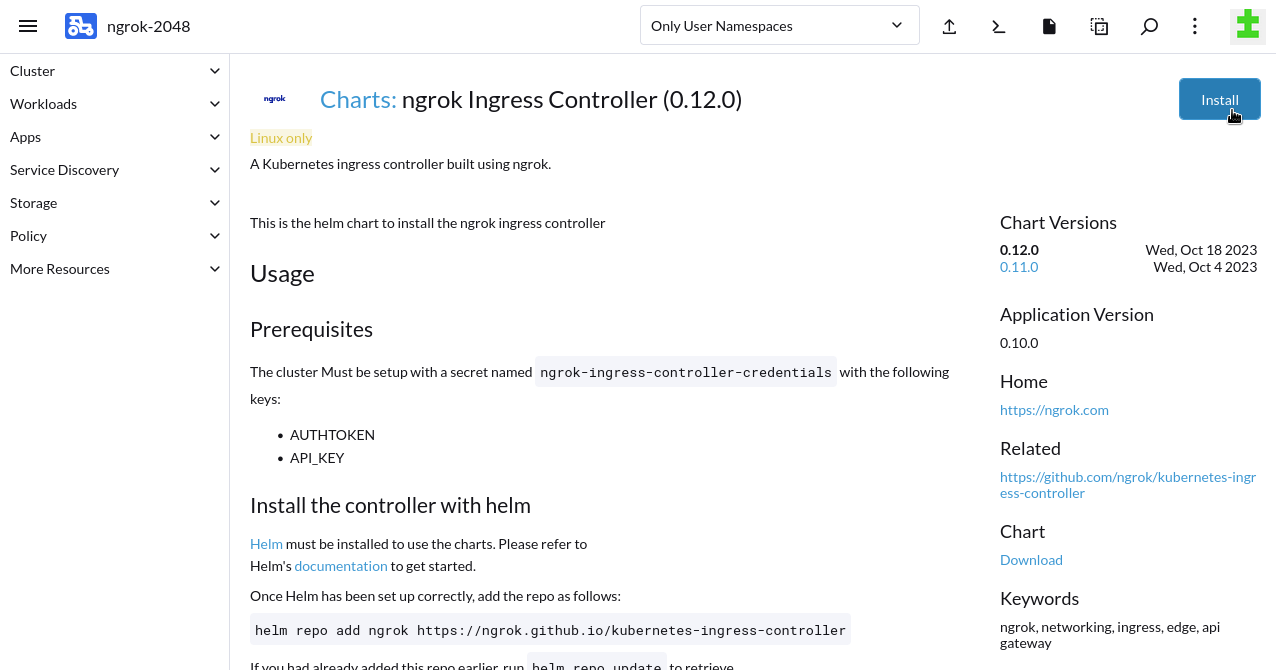 ngrok-2048
Only User Namespaces
Cluster
Workloads
Apps
Service Discovery
Storage
Policy
More Resources
ngrok
Charts: ngrok Ingress Controller (0.12.0)
Install
Linux only
A Kubernetes ingress controller built using ngrok.
This is the helm chart to install the ngrok ingress controller
Usage
Prerequisites
The cluster Must be setup with a secret named ngrok-ingress-controller-credentials with the following
keys:
• AUTHTOKEN
• API_KEY
Install the controller with helm
Helm must be installed to use the charts. Please refer to
Helm's documentation to get started.
Once Helm has been set up correctly, add the repo as follows:
helm repo add ngrok https://ngrok.github.io/kubernetes-ingress-controller
If you had already added this repo earlier, run helm repo update to retrieve
Chart Versions
0.12.0 Wed, Oct 18 2023
0.11.0 Wed, Oct 4 2023
Application Version
0.10.0
Home
https://ngrok.com
Related
https://github.com/ngrok/kubernetes-ingr
ess-controller
Chart
Download
Keywords
ngrok, networking, ingress, edge, api
gateway